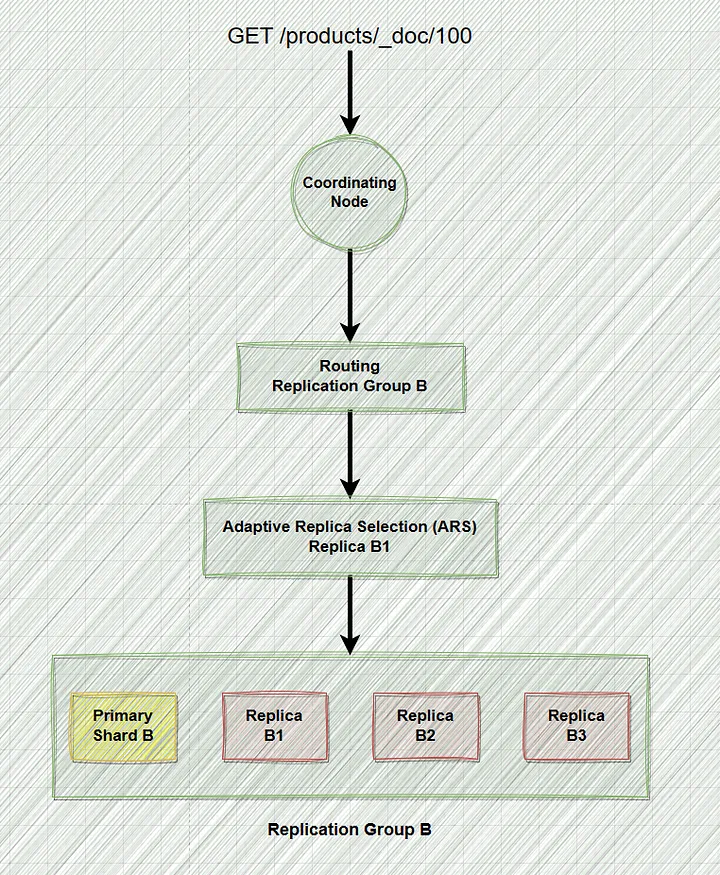 GET /products/_doc/100
Coordinating
Node
Routing
Replication Group B
Adaptive Replica Selection (ARS)
Replica B1
Primary
Shard B
Replica
B1
Replica
B2
Replica
B3
Replication Group B